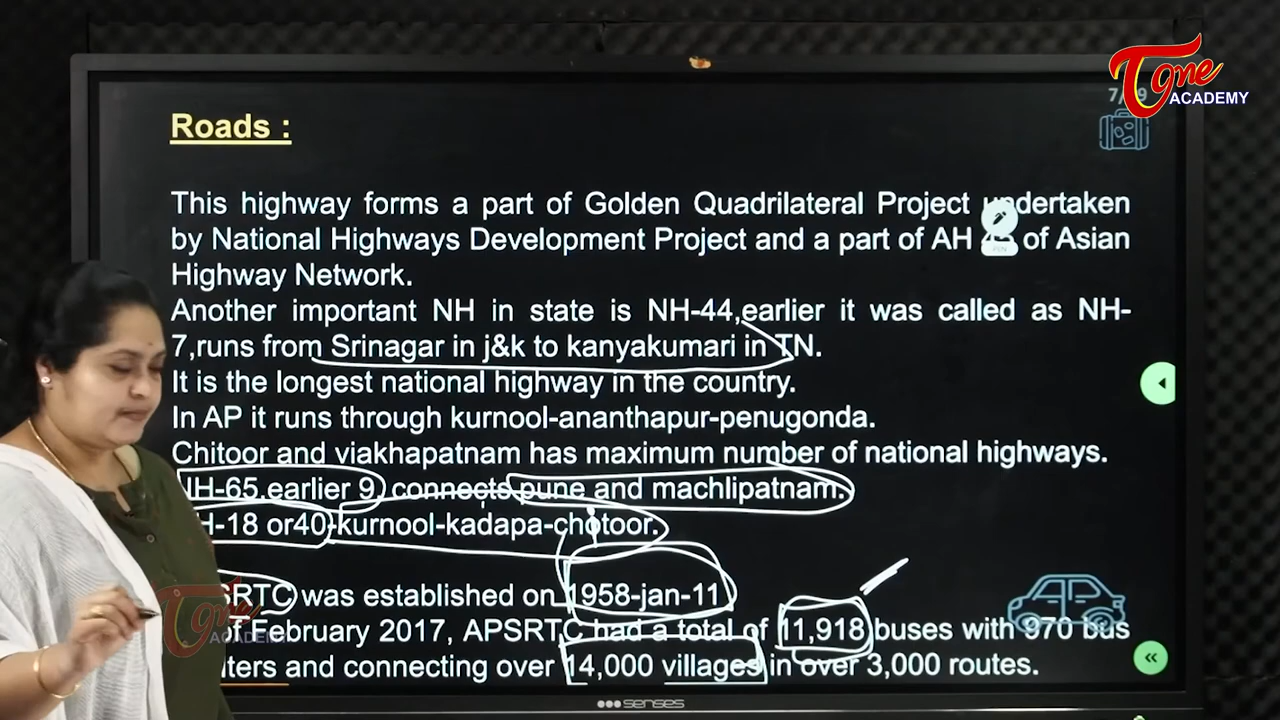 Tone
ACADEMY
Roads :
This highway forms a part of Golden Quadrilateral Project undertaken
by National Highways Development Project and a part of AH of Asian
Highway Network.
Another important NH in state is NH-44,earlier it was called as NH-
7,runs from Srinagar in j&k to kanyakumari in TN.
It is the longest national highway in the country.
In AP it runs through kurnool-ananthapur-penugonda.
Chitoor and viakhapatnam has maximum number of national highways.
NH-65,earlier 9 connects pune and machlipatnam.
H-18 or40-kurnool-kadapa-chotoor.
SRTC was established on 1958-jan-11
of February 2017, APSRTC had a total of 11,918 buses with 970 bus
and connecting over 14,000 villages in over 3,000 routes.
Tone
ACADEMY
senses